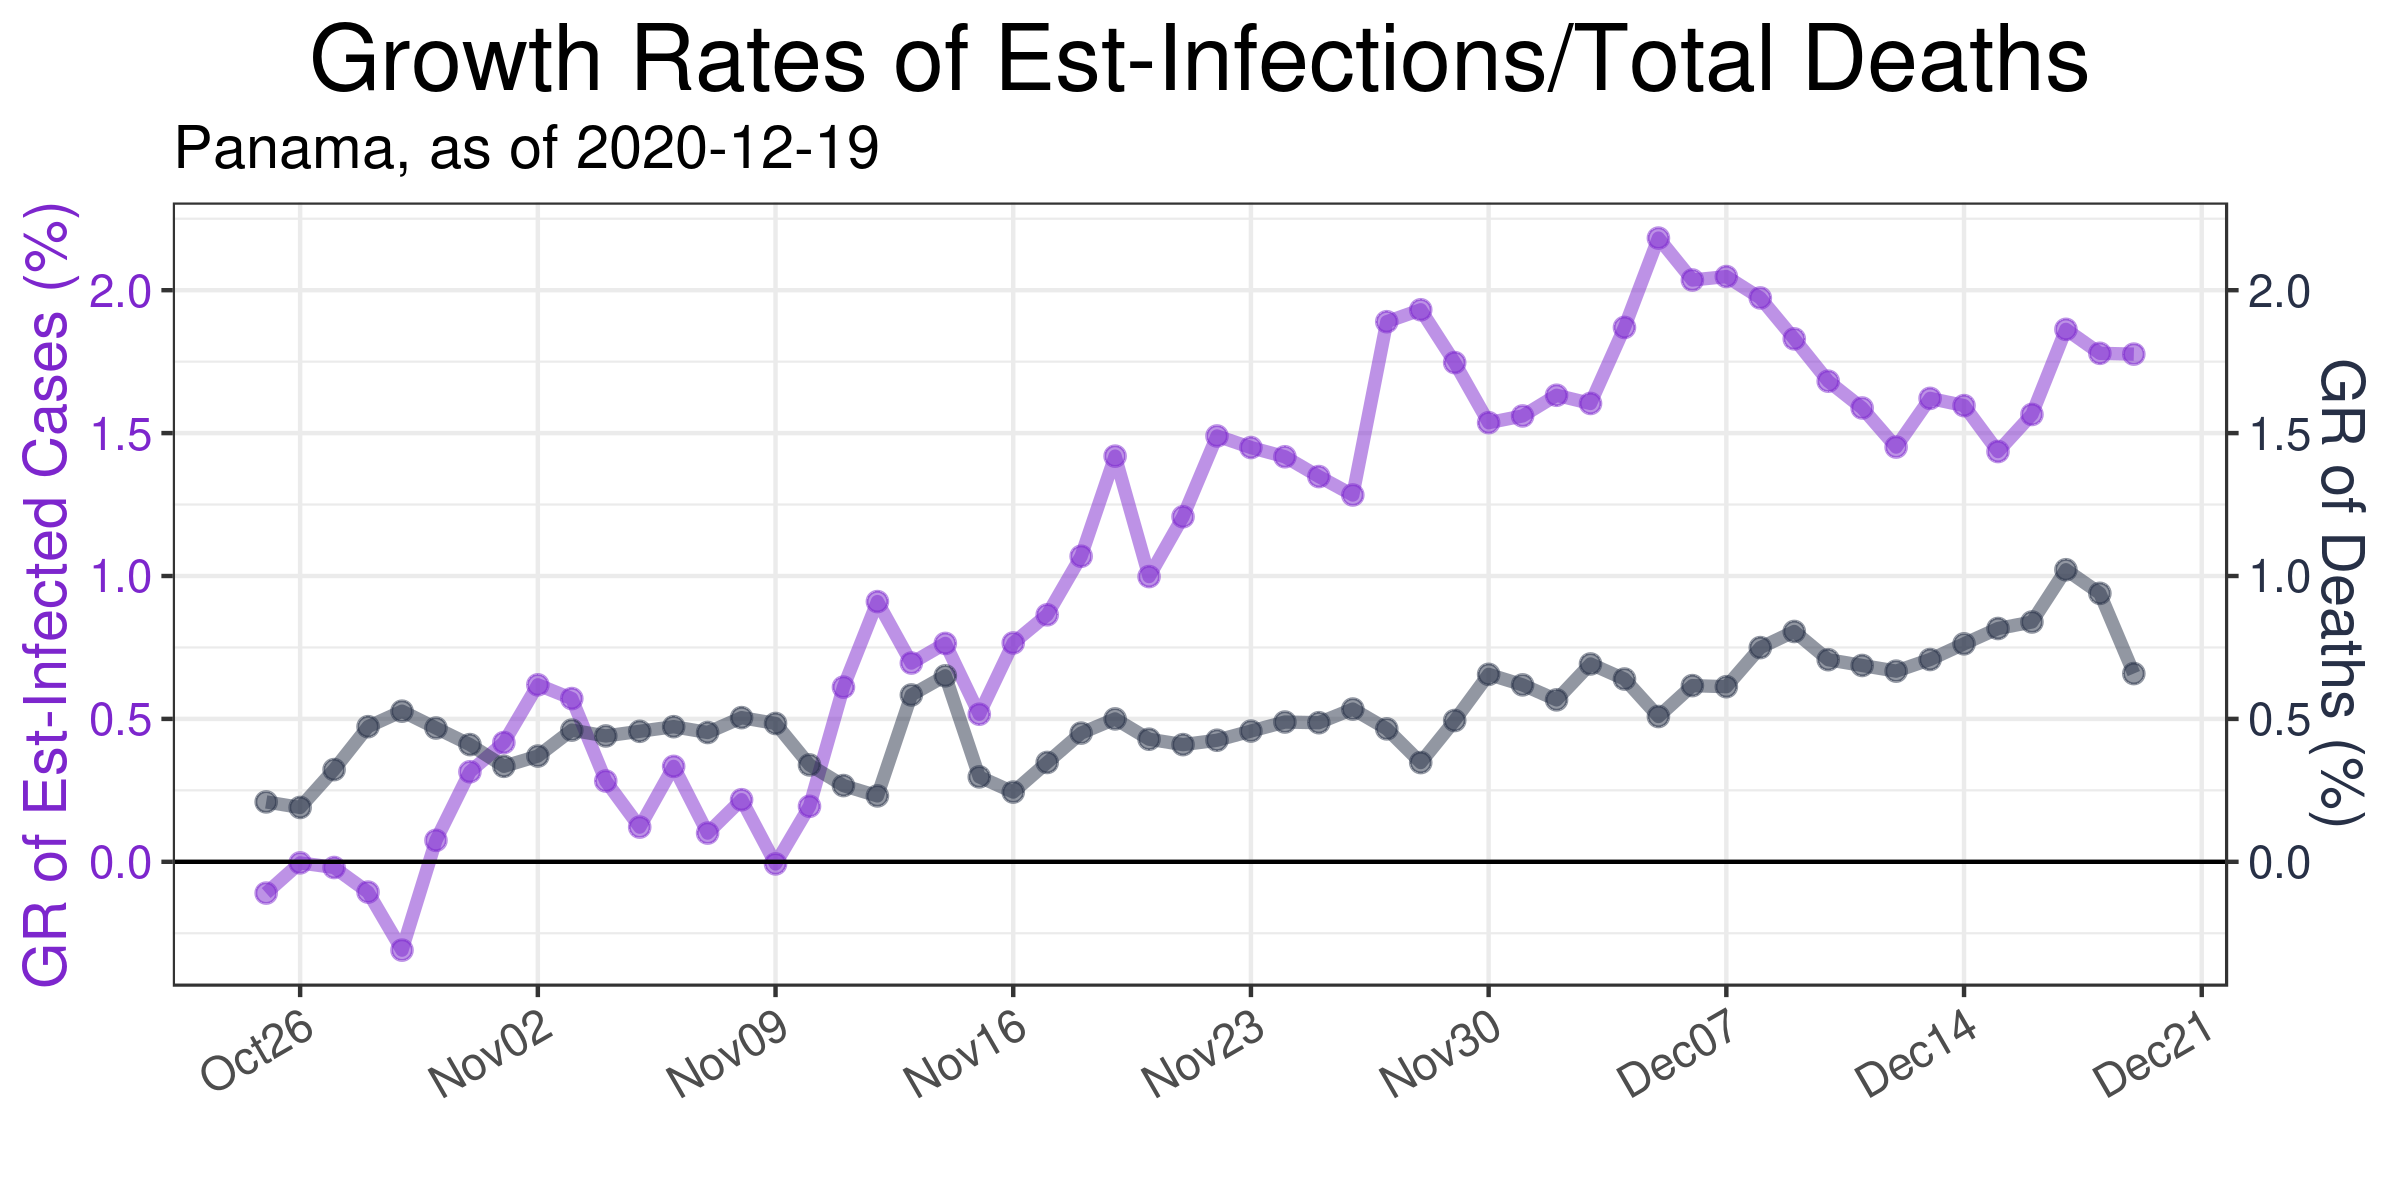 Growth Rates of Est-Infections/Total Deaths
Panama, as of 2020-12-19
GR of Est-Infected Cases (%)
2.0
1.5
1.0
0.5
0.0
2.0
1.5
1.0
0.5
0.0
GR of Deaths (%)
Oct26
Nov02
Nov09
Nov16
Nov23
Nov30
Dec07
Dec14
Dec21